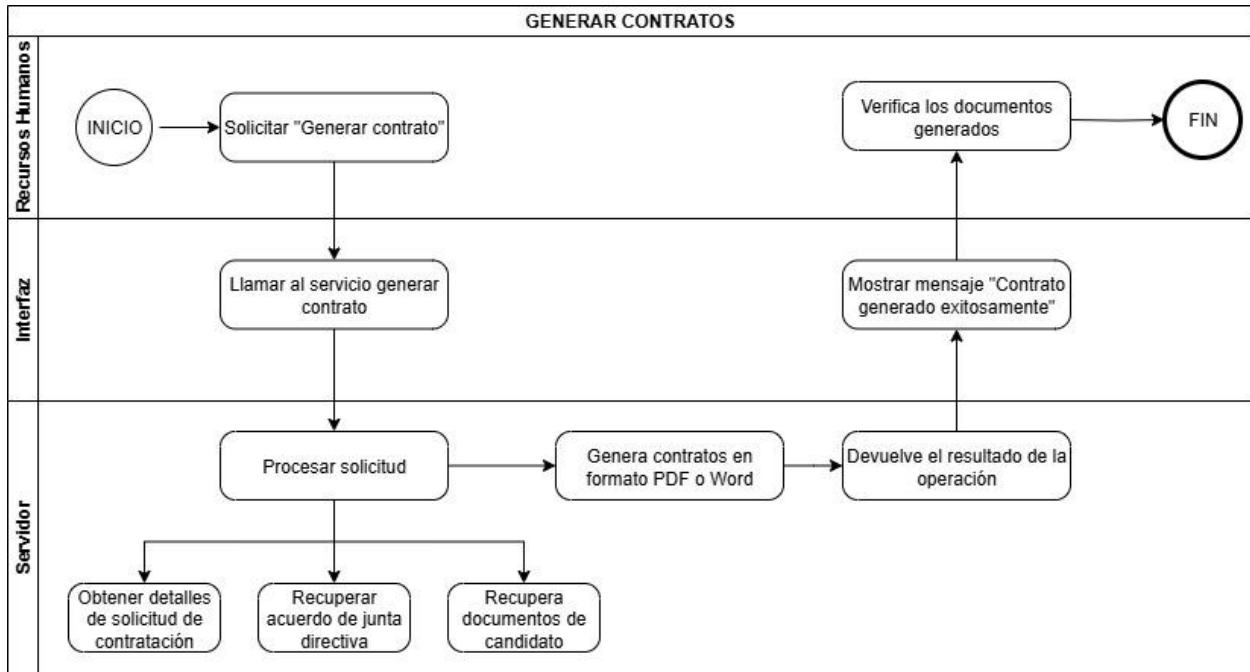 GENERAR CONTRATOS
Recursos Humanos
INICIO
Solicitar "Generar contrato"
Verifica los documentos
generados
FIN
Interfaz
Llamar al servicio generar
contrato
Mostrar mensaje "Contrato
generado exitosamente"
Servidor
Procesar solicitud
Genera contratos en
formato PDF o Word
Devuelve el resultado de la
operación
Obtener detalles
de solicitud de
contratación
Recuperar
acuerdo de junta
directiva
Recupera
documentos de
candidato